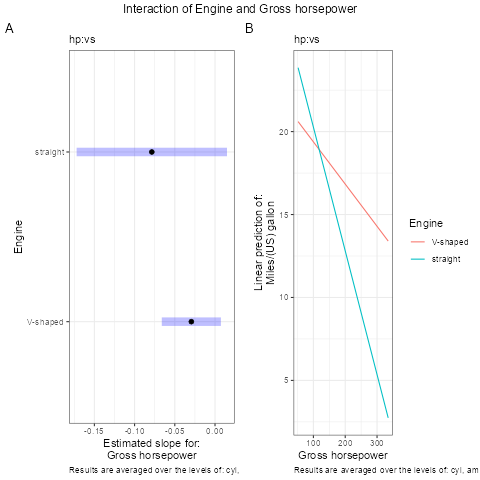 Interaction of Engine and Gross horsepower
A
hp:vs
Engine
straight
V-shaped
-0.15 -0.10 -0.05 0.00
Estimated slope for:
Gross horsepower
Results are averaged over the levels of: cyl,
B
hp:vs
Linear prediction of:
Miles/(US) gallon
20
15
10
5
100 200 300
Gross horsepower
Results are averaged over the levels of: cyl, am
Engine
V-shaped
straight